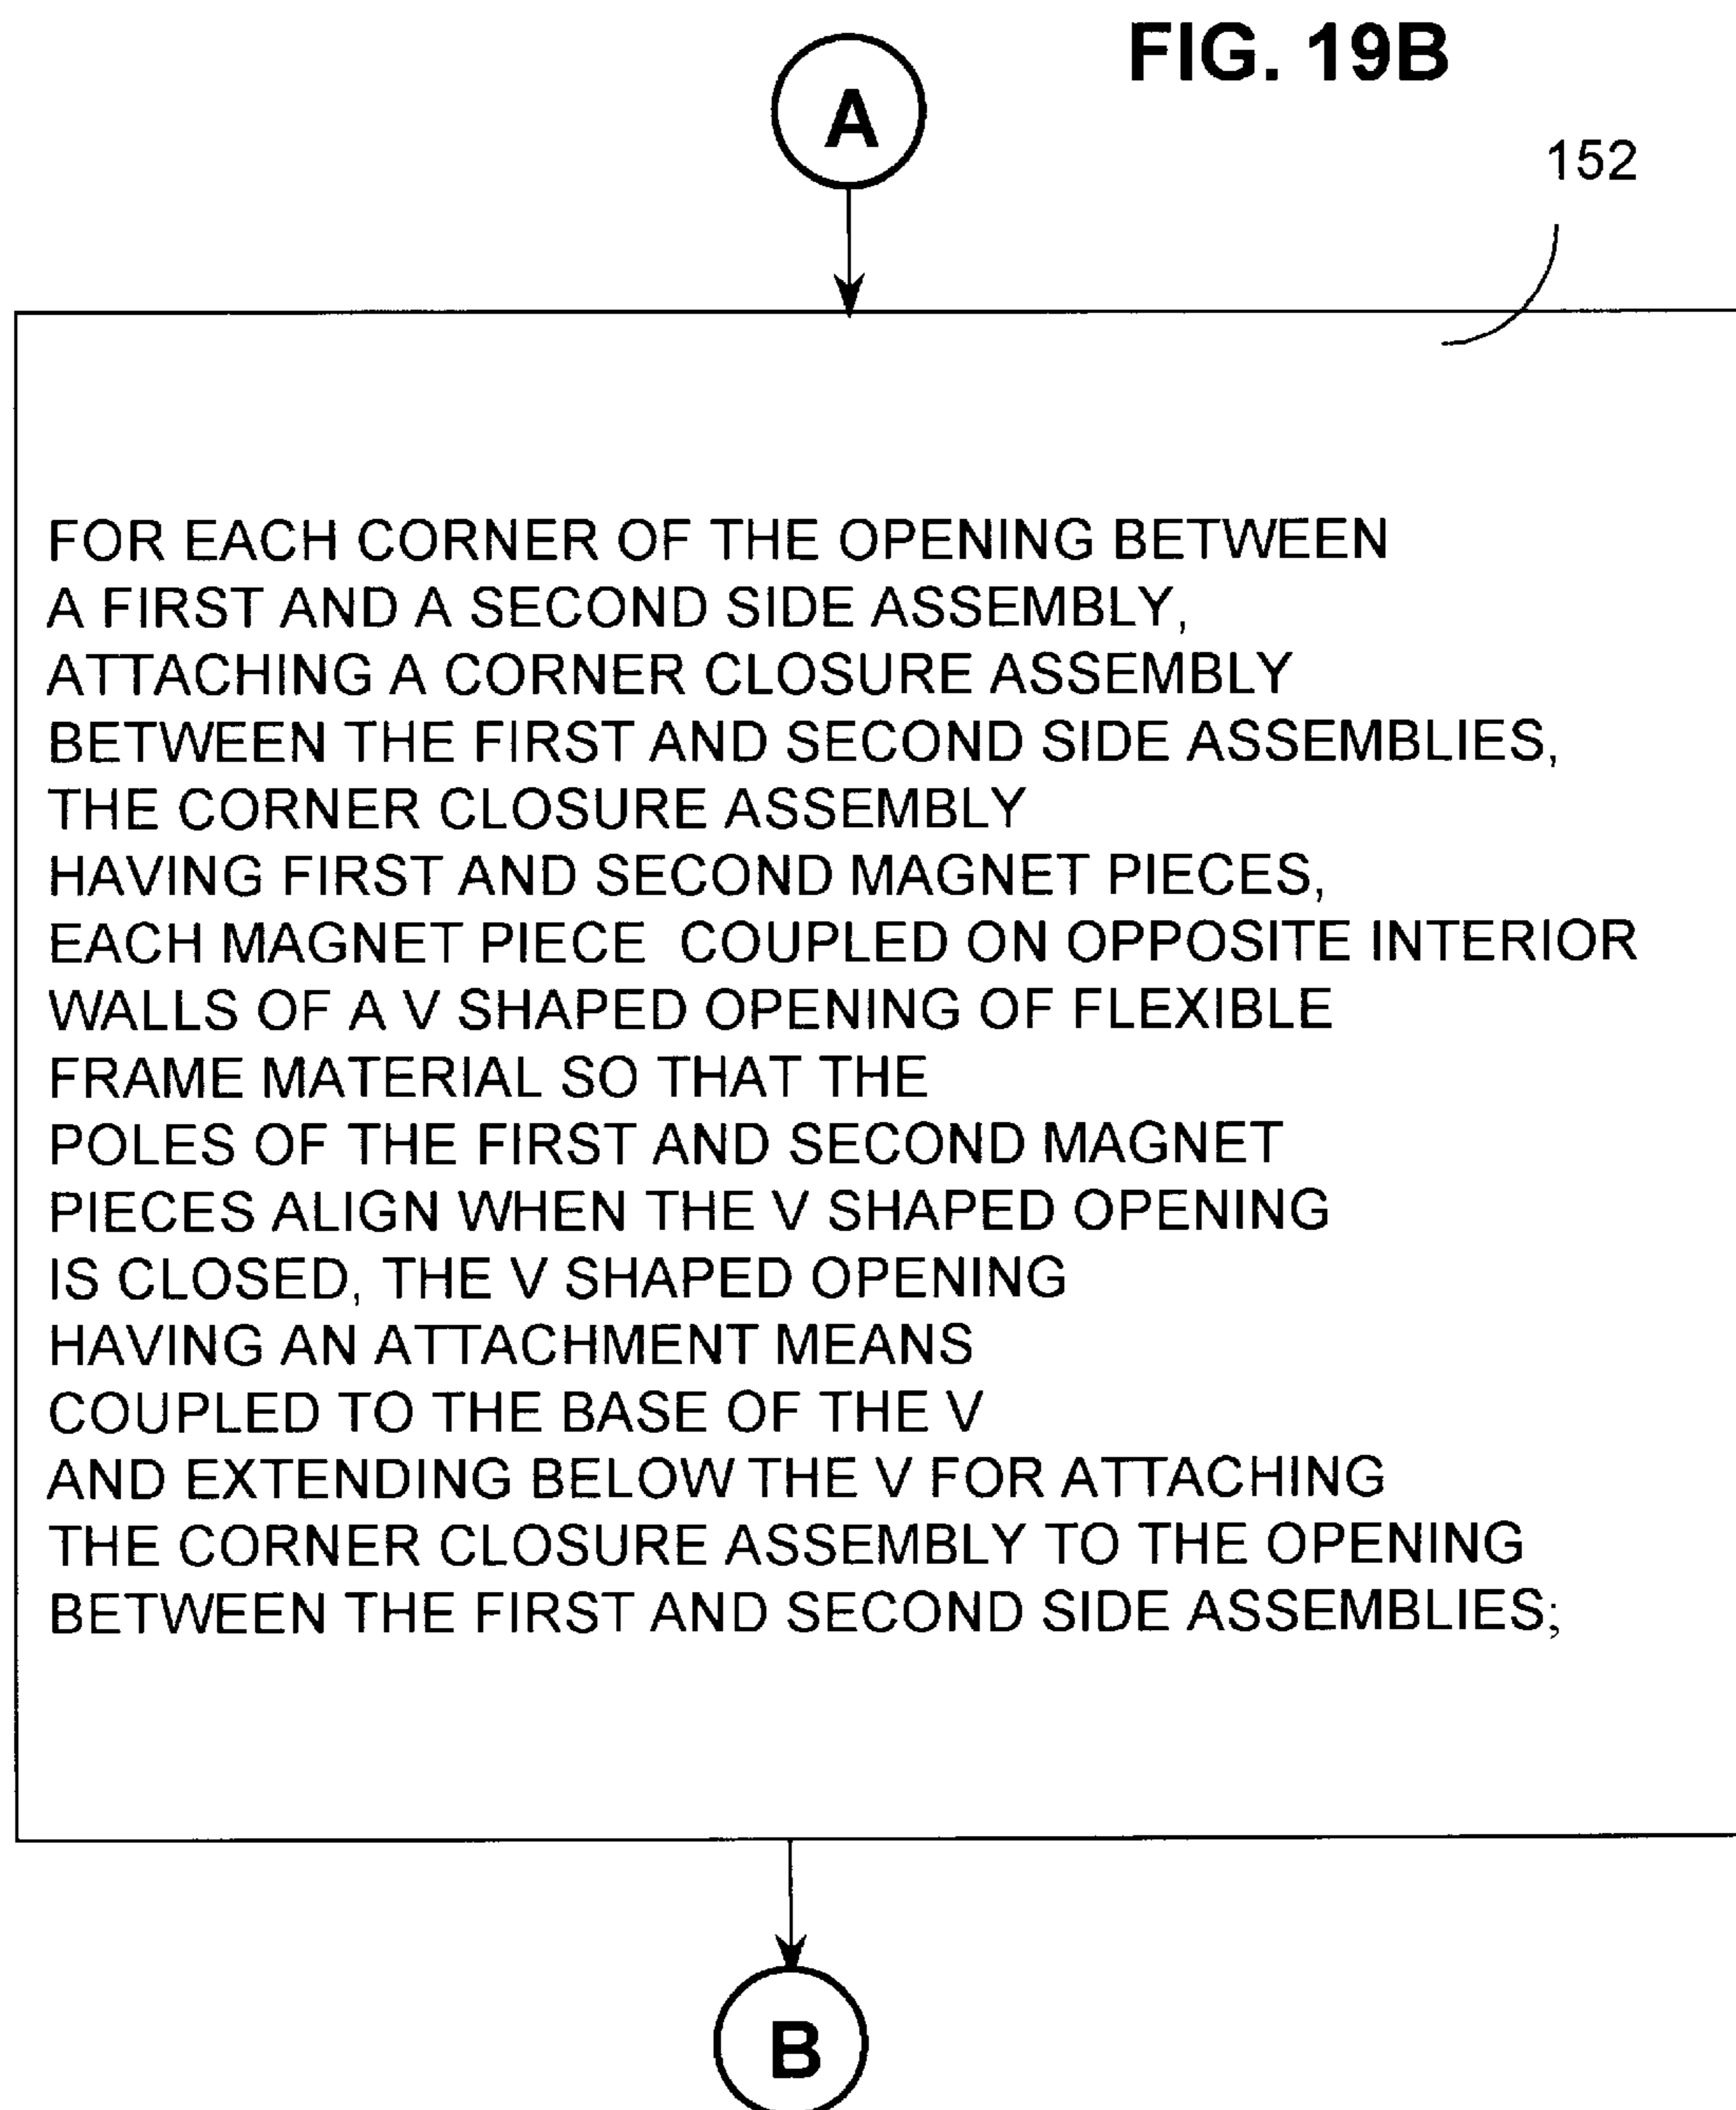 FIG. 19B
A
152
FOR EACH CORNER OF THE OPENING BETWEEN
A FIRST AND A SECOND SIDE ASSEMBLY,
ATTACHING A CORNER CLOSURE ASSEMBLY
BETWEEN THE FIRST AND SECOND SIDE ASSEMBLIES,
THE CORNER CLOSURE ASSEMBLY
HAVING FIRST AND SECOND MAGNET PIECES,
EACH MAGNET PIECE COUPLED ON OPPOSITE INTERIOR
WALLS OF A V SHAPED OPENING OF FLEXIBLE
FRAME MATERIAL SO THAT THE
POLES OF THE FIRST AND SECOND MAGNET
PIECES ALIGN WHEN THE V SHAPED OPENING
IS CLOSED, THE V SHAPED OPENING
HAVING AN ATTACHMENT MEANS
COUPLED TO THE BASE OF THE V
AND EXTENDING BELOW THE V FOR ATTACHING
THE CORNER CLOSURE ASSEMBLY TO THE OPENING
BETWEEN THE FIRST AND SECOND SIDE ASSEMBLIES;
B